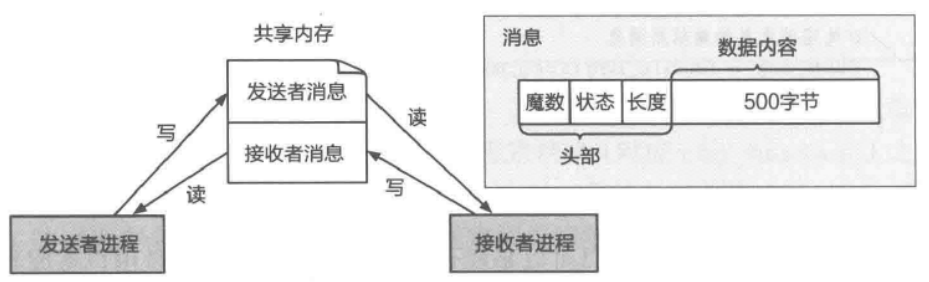 共享内存
发送者消息
接收者消息
写
读
读
写
发送者进程
接收者进程
消息
数据内容
魔数 状态 长度 500字节
头部